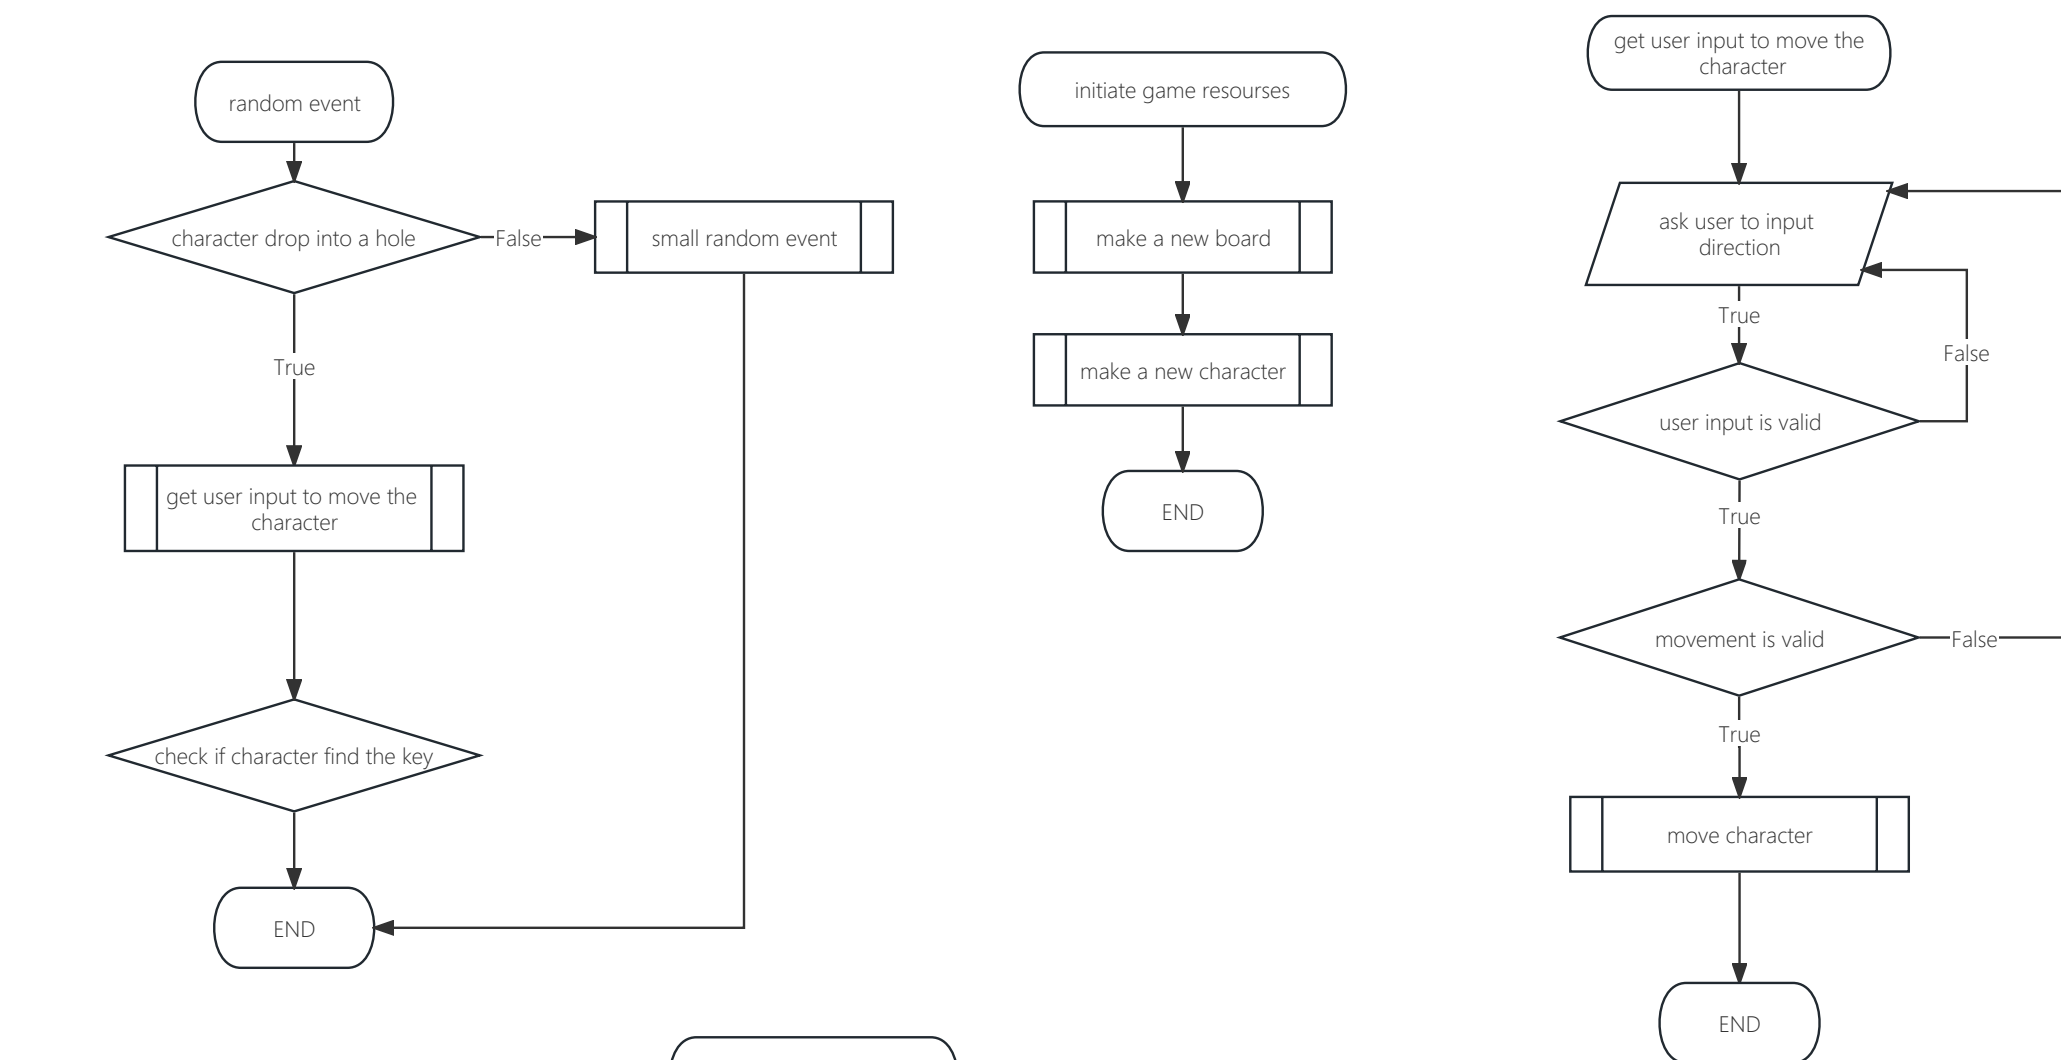 random event
character drop into a hole
False
small random event
True
get user input to move the
character
check if character find the key
END
initiate game resourses
make a new board
make a new character
END
get user input to move the
character
ask user to input
direction
True
False
user input is valid
True
movement is valid
False
True
move character
END